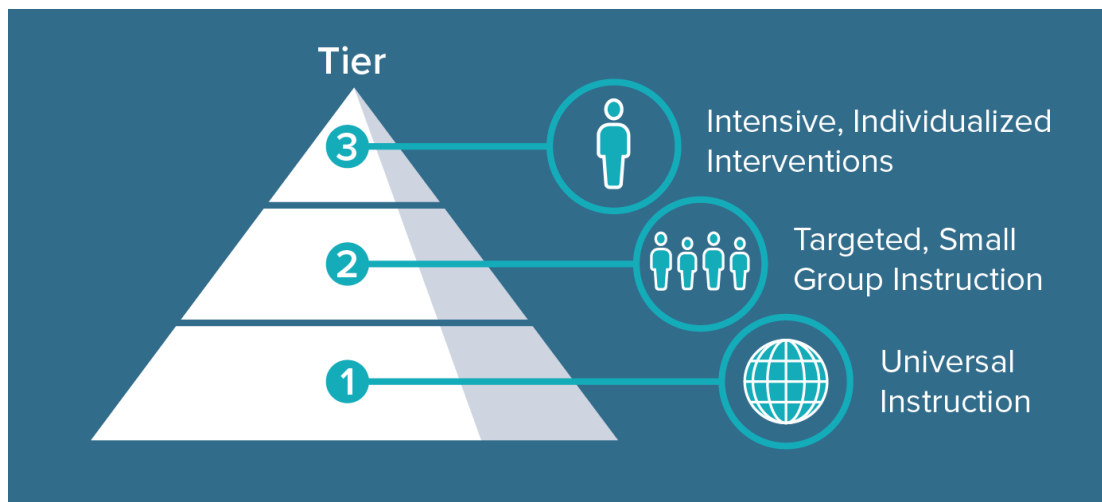 Tier
3
Intensive, Individualized
Interventions
2
Targeted, Small
Group Instruction
1
Universal
Instruction